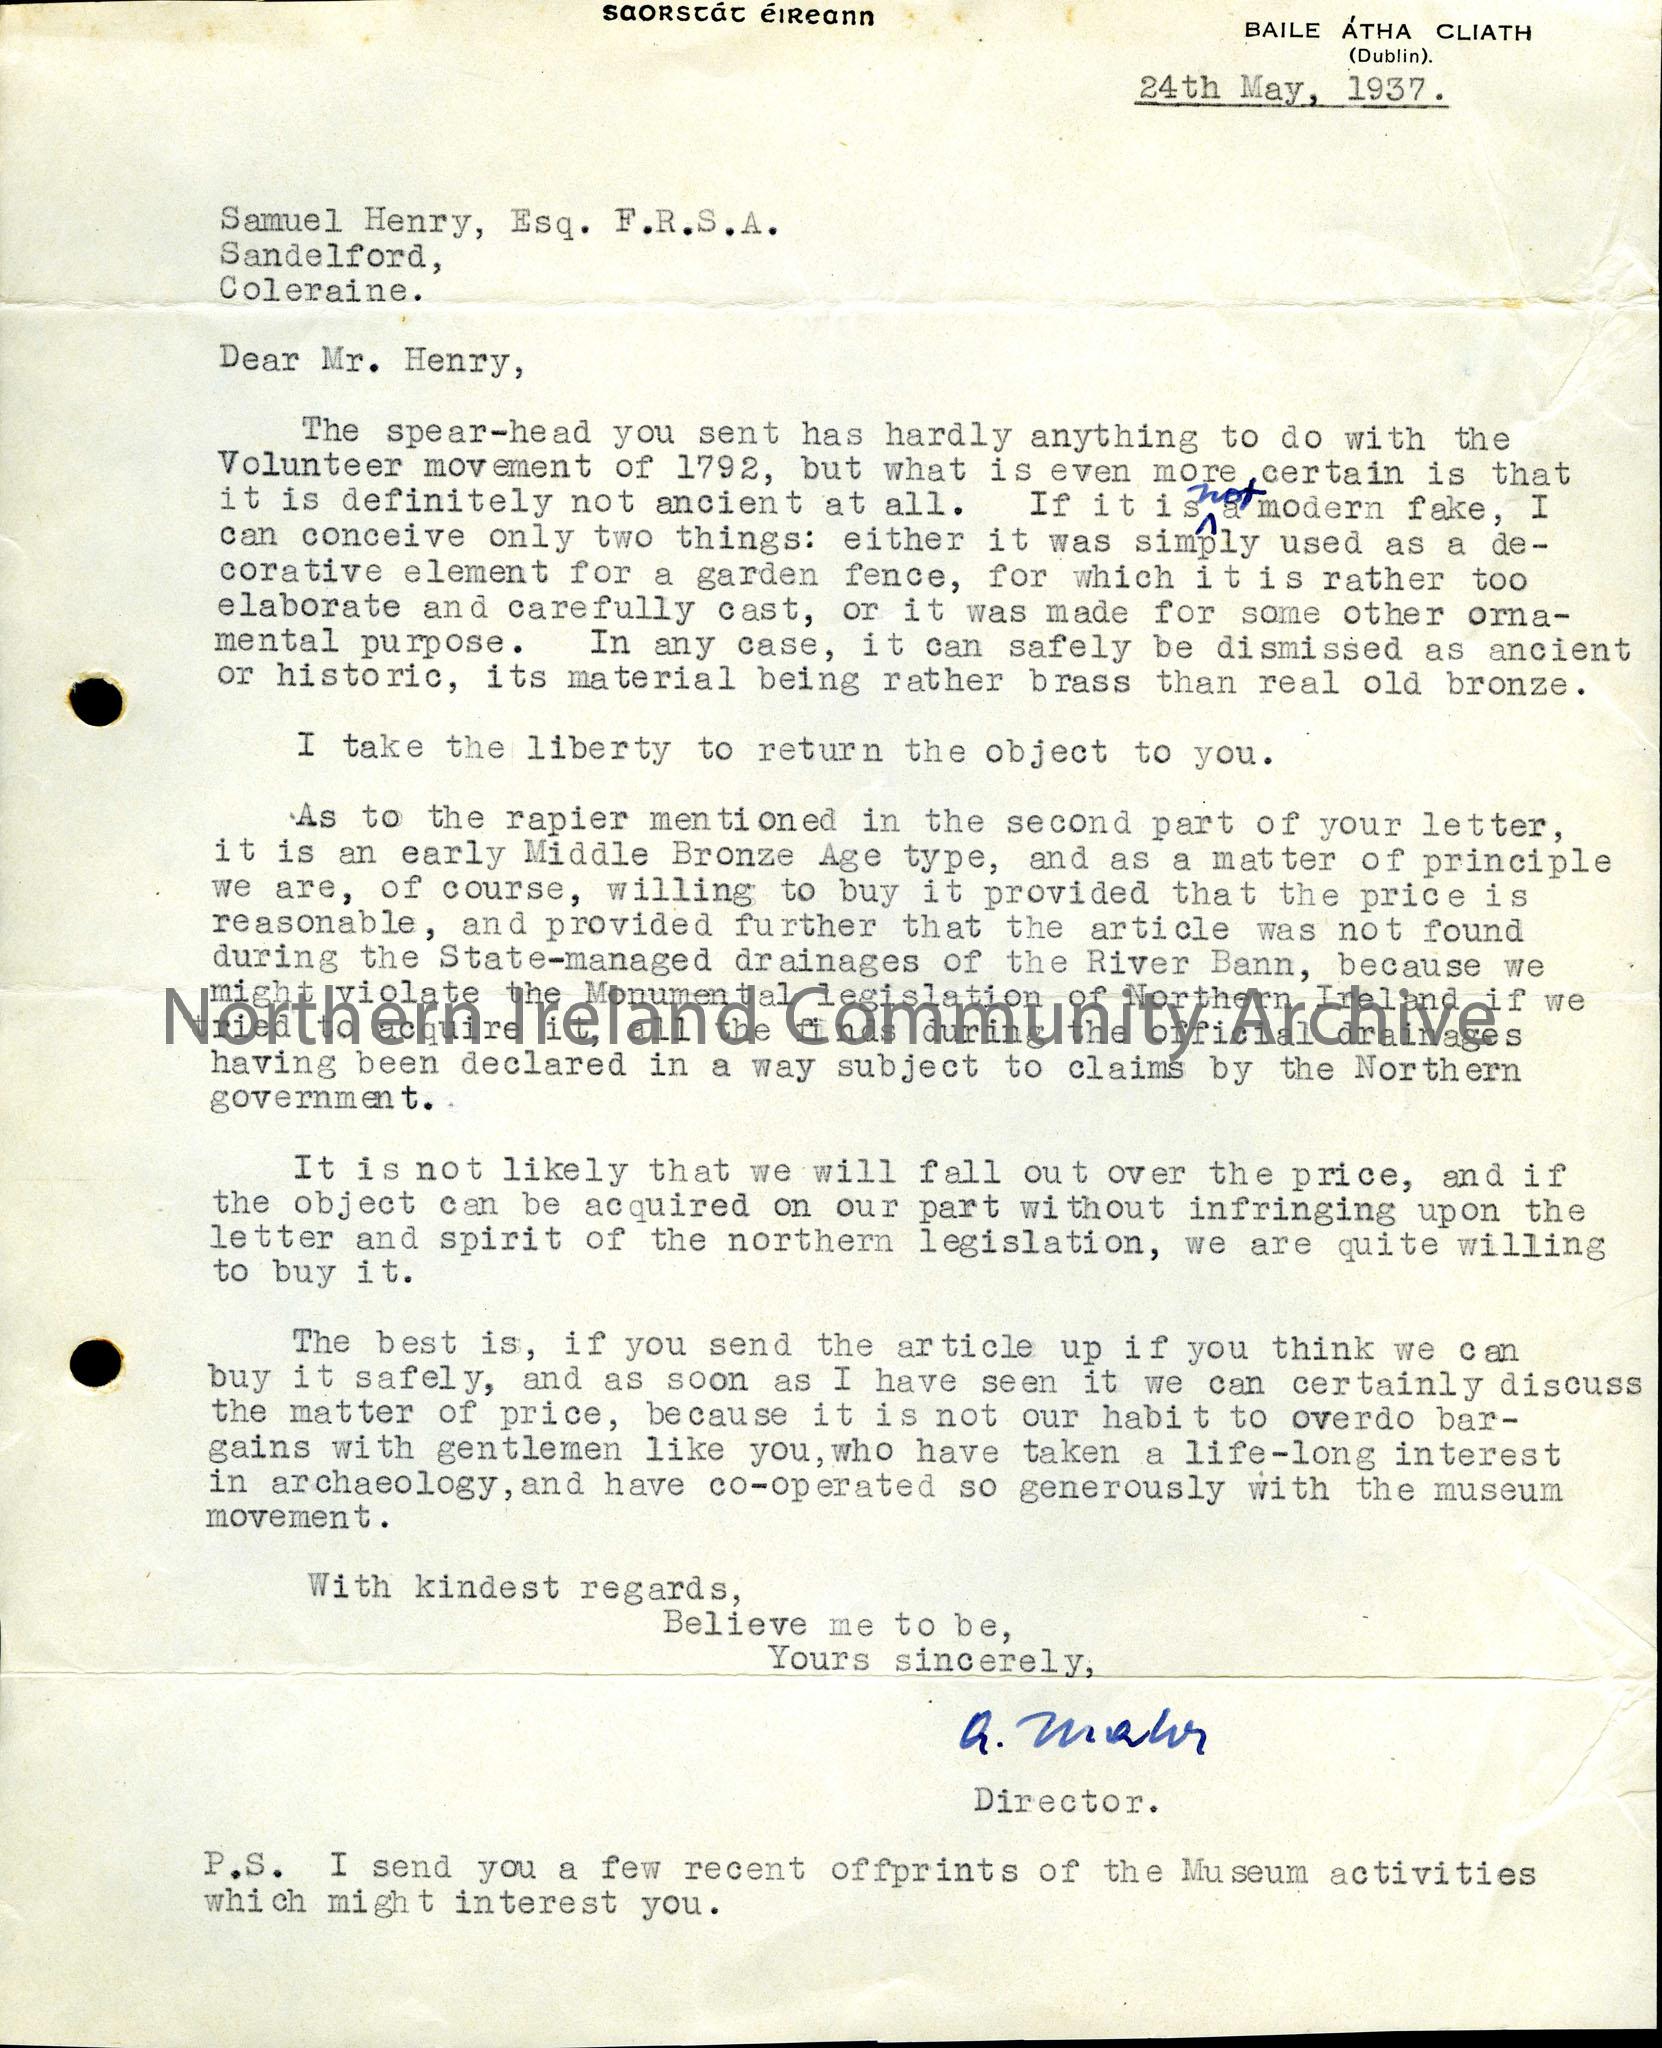 SAORSTÁT ÉIREANN
BAILE ÁTHA CLIATH
(Dublin).
24th May, 1937.
Samuel Henry, Esq. F.R.S.A.
Sandelford,
Coleraine.
Dear Mr. Henry,
The spear-head you sent has hardly anything to do with the
Volunteer movement of 1792, but what is even more certain is that
it is definitely not ancient at all. If it is not a modern fake, I
can conceive only two things: either it was simply used as a de-
corative element for a garden fence, for which it is rather too
elaborate and carefully cast, or it was made for some other orna-
mental purpose. In any case, it can safely be dismissed as ancient
or historic, its material being rather brass than real old bronze.
I take the liberty to return the object to you.
As to the rapier mentioned in the second part of your letter,
it is an early Middle Bronze Age type, and as a matter of principle
we are, of course, willing to buy it provided that the price is
reasonable, and provided further that the article was not found
during the State-managed drainages of the River Bann, because we
might violate the Monumental legislation of Northern Ireland if we
tried to acquire it, all the finds during the official drainages
having been declared in a way subject to claims by the Northern
government.
It is not likely that we will fall out over the price, and if
the object can be acquired on our part without infringing upon the
letter and spirit of the northern legislation, we are quite willing
to buy it.
The best is, if you send the article up if you think we can
buy it safely, and as soon as I have seen it we can certainly discuss
the matter of price, because it is not our habit to overdo bar-
gains with gentlemen like you,who have taken a life-long interest
in archaeology,and have co-operated so generously with the museum
movement.
With kindest regards,
Believe me to be,
Yours sincerely,
A. Mahr
Director.
P.S. I send you a few recent offprints of the Museum activities
which might interest you.
Northern Ireland Community Archive